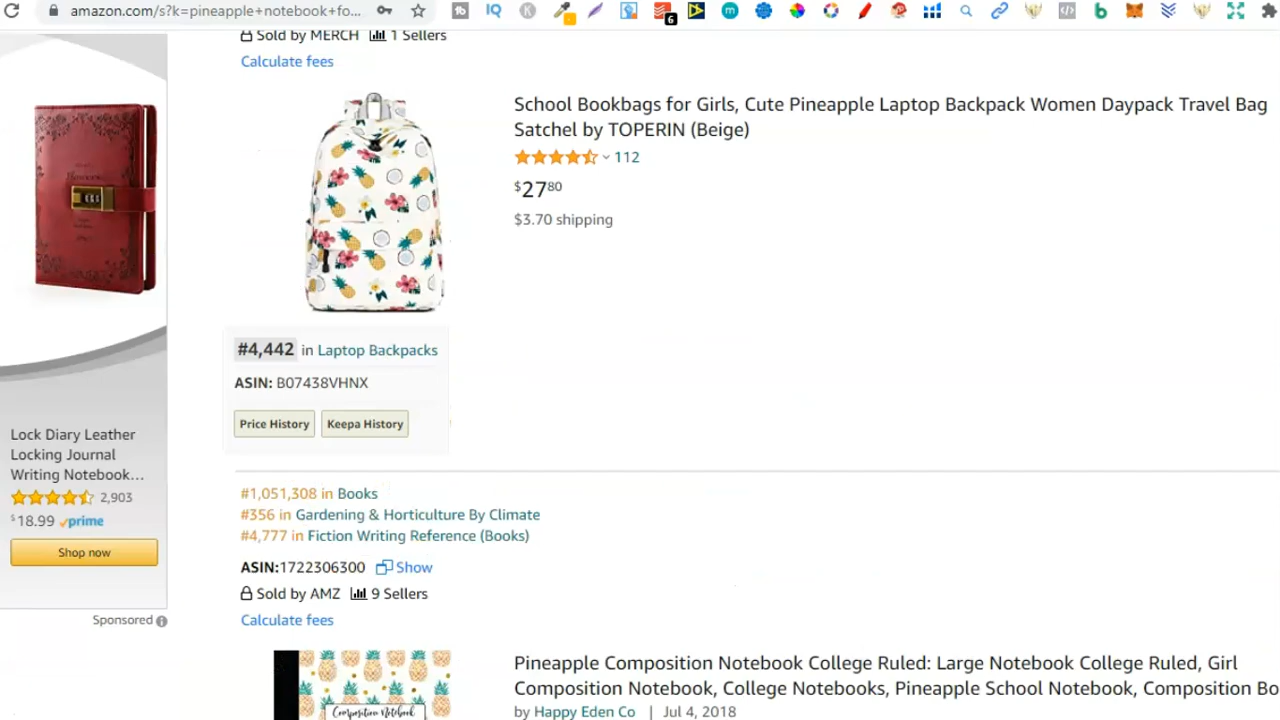 amazon.com/s?k=pineapple+notebook+fo...
6
Sold by MERCH 1 Sellers
Calculate fees
School Bookbags for Girls, Cute Pineapple Laptop Backpack Women Daypack Travel Bag
Satchel by TOPERIN (Beige)
112
$2780
$3.70 shipping
#4,442 in Laptop Backpacks
ASIN: B07438VHNX
Price History
Keepa History
Lock Diary Leather
Locking Journal
Writing Notebook...
2,903
$18.99 prime
Shop now
Sponsored
#1,051,308 in Books
#356 in Gardening & Horticulture By Climate
#4,777 in Fiction Writing Reference (Books)
ASIN:1722306300 Show
Sold by AMZ 9 Sellers
Calculate fees
Composition Notebook
Pineapple Composition Notebook College Ruled: Large Notebook College Ruled, Girl
Composition Notebook, College Notebooks, Pineapple School Notebook, Composition Bo
by Happy Eden Co | Jul 4, 2018